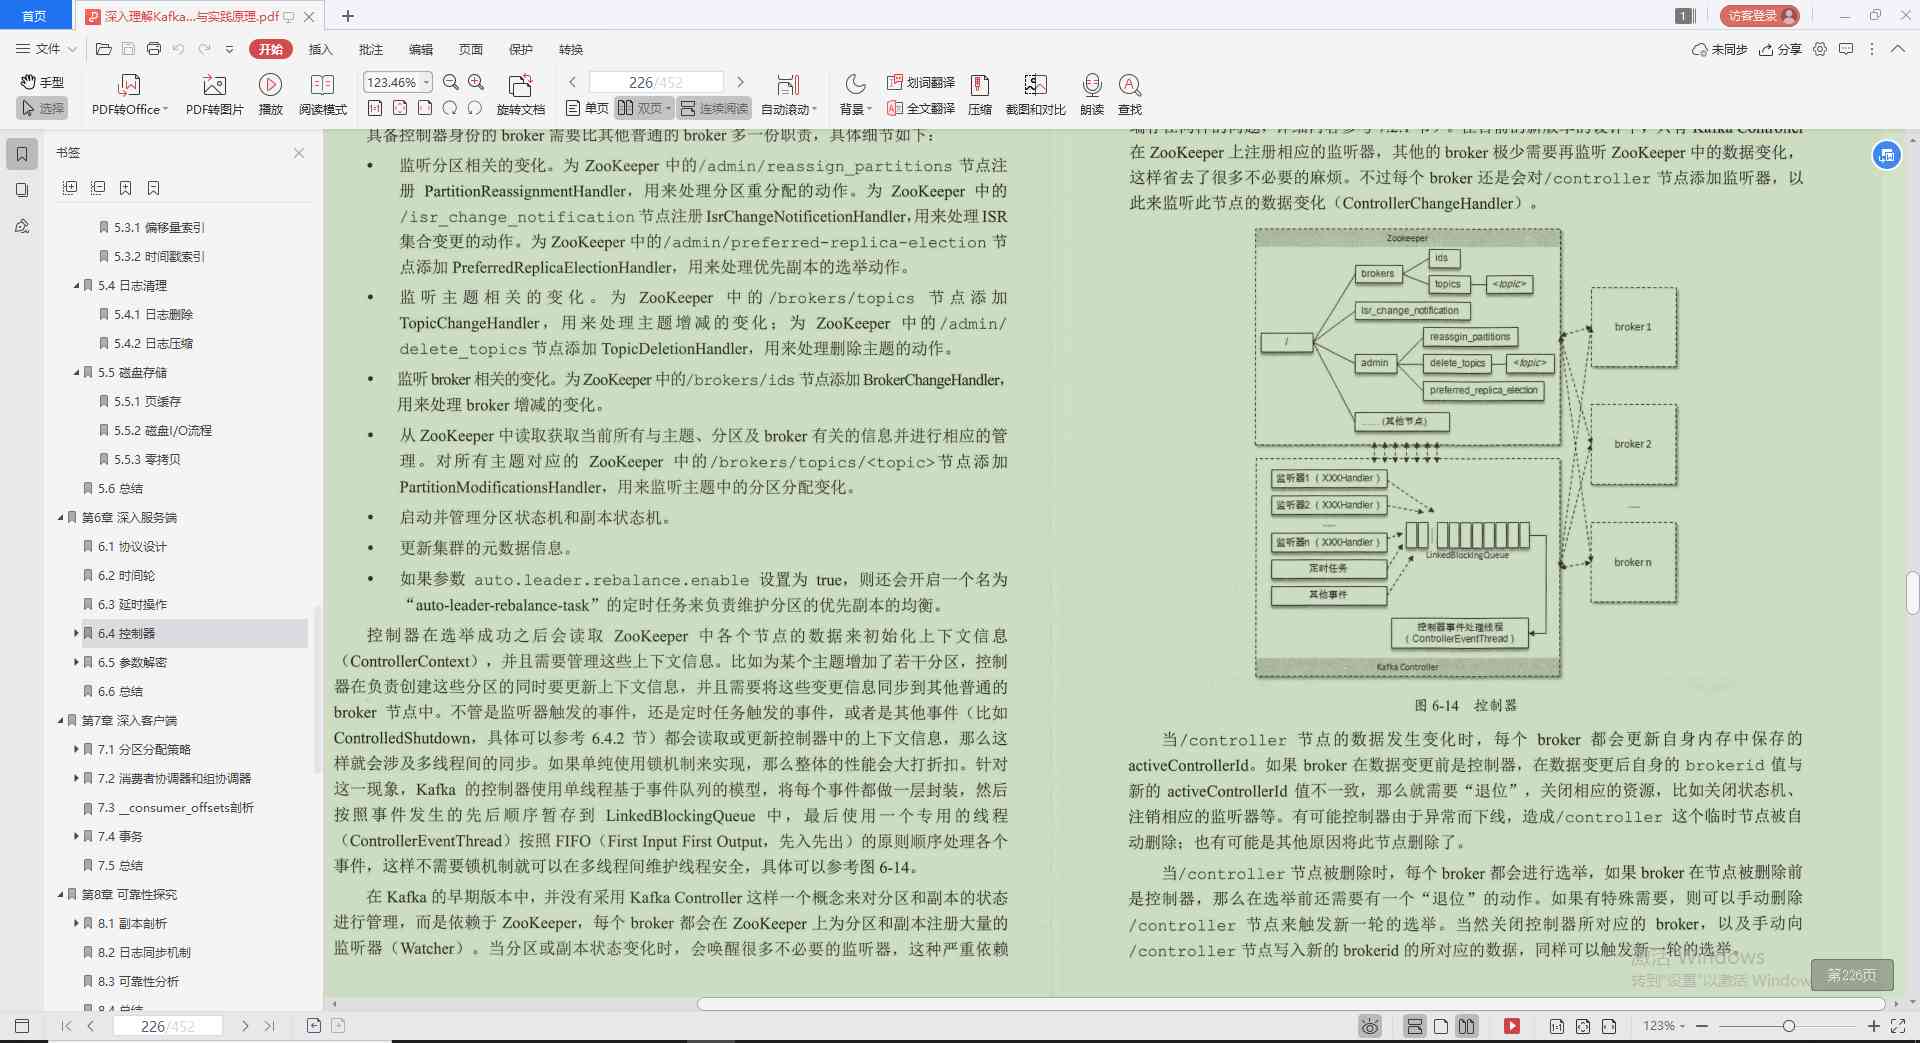 首页
深入理解Kafka...与实践原理.pdf
1
访客登录
文件
开始
插入
批注
编辑
页面
保护
转换
未同步
分享
手型
选择
PDF转Office
PDF转图片
播放
阅读模式
123.46%
旋转文档
226/452
单页
双页
连续阅读
自动滚动
背景
划词翻译
全文翻译
压缩
截图和对比
朗读
查找
书签
5.3.1 偏移量索引
5.3.2 时间戳索引
5.4 日志清理
5.4.1 日志删除
5.4.2 日志压缩
5.5 磁盘存储
5.5.1 页缓存
5.5.2 磁盘I/O流程
5.5.3 零拷贝
5.6 总结
第6章 深入服务端
6.1 协议设计
6.2 时间轮
6.3 延时操作
6.4 控制器
6.5 参数解密
6.6 总结
第7章 深入客户端
7.1 分区分配策略
7.2 消费者协调器和组协调器
7.3 __consumer_offsets剖析
7.4 事务
7.5 总结
第8章 可靠性探究
8.1 副本剖析
8.2 日志同步机制
8.3 可靠性分析
8.4 总结
具备控制器身份的 broker 需要比其他普通的 broker 多一份职责，具体细节如下：
• 监听分区相关的变化。为 ZooKeeper 中的/admin/reassign_partitions 节点注
册 PartitionReassignmentHandler，用来处理分区重分配的动作。为 ZooKeeper 中的
/isr_change_notification 节点注册 IsrChangeNotificetionHandler，用来处理 ISR
集合变更的动作。为 ZooKeeper 中的/admin/preferred-replica-election 节
点添加 PreferredReplicaElectionHandler，用来处理优先副本的选举动作。
• 监听主题相关的变化。为 ZooKeeper 中的/brokers/topics 节点添加
TopicChangeHandler，用来处理主题增减的变化；为 ZooKeeper 中的/admin/
delete_topics 节点添加 TopicDeletionHandler，用来处理删除主题的动作。
• 监听 broker 相关的变化。为 ZooKeeper 中的/brokers/ids 节点添加 BrokerChangeHandler，
用来处理 broker 增减的变化。
• 从 ZooKeeper 中读取获取当前所有与主题、分区及 broker 有关的信息并进行相应的管
理。对所有主题对应的 ZooKeeper 中的/brokers/topics/<topic>节点添加
PartitionModificationsHandler，用来监听主题中的分区分配变化。
• 启动并管理分区状态机和副本状态机。
• 更新集群的元数据信息。
• 如果参数 auto.leader.rebalance.enable 设置为 true，则还会开启一个名为
“auto-leader-rebalance-task”的定时任务来负责维护分区的优先副本的均衡。
控制器在选举成功之后会读取 ZooKeeper 中各个节点的数据来初始化上下文信息
（ControllerContext），并且需要管理这些上下文信息。比如为某个主题增加了若干分区，控制
器在负责创建这些分区的同时要更新上下文信息，并且需要将这些变更信息同步到其他普通的
broker 节点中。不管是监听器触发的事件，还是定时任务触发的事件，或者是其他事件（比如
ControlledShutdown，具体可以参考 6.4.2 节）都会读取或更新控制器中的上下文信息，那么这
样就会涉及多线程间的同步。如果单纯使用锁机制来实现，那么整体的性能会大打折扣。针对
这一现象，Kafka 的控制器使用单线程基于事件队列的模型，将每个事件都做一层封装，然后
按照事件发生的先后顺序暂存到 LinkedBlockingQueue 中，最后使用一个专用的线程
（ControllerEventThread）按照 FIFO（First Input First Output，先入先出）的原则顺序处理各个
事件，这样不需要锁机制就可以在多线程间维护线程安全，具体可以参考图 6-14。
在 Kafka 的早期版本中，并没有采用 Kafka Controller 这样一个概念来对分区和副本的状态
进行管理，而是依赖于 ZooKeeper，每个 broker 都会在 ZooKeeper 上为分区和副本注册大量的
监听器（Watcher）。当分区或副本状态变化时，会唤醒很多不必要的监听器，这种严重依赖
在 ZooKeeper 上注册相应的监听器，其他的 broker 极少需要再监听 ZooKeeper 中的数据变化，
这样省去了很多不必要的麻烦。不过每个 broker 还是会对/controller 节点添加监听器，以
此来监听此节点的数据变化（ControllerChangeHandler）。
Zookeeper
ids
brokers
topics
<topic>
isr_change_notification
/
reassgin_partitions
admin
delete_topics
<topic>
preferred_replica_election
......（其他节点）
broker 1
broker 2
......
broker n
监听器1（XXXHandler）
监听器2（XXXHandler）
......
监听器n（XXXHandler）
LinkedBlockingQueue
定时任务
其他事件
控制器事件处理线程
（ControllerEventThread）
Kafka Controller
图 6-14 控制器
当/controller 节点的数据发生变化时，每个 broker 都会更新自身内存中保存的
activeControllerId。如果 broker 在数据变更前是控制器，在数据变更后自身的 brokerid 值与
新的 activeControllerId 值不一致，那么就需要“退位”，关闭相应的资源，比如关闭状态机、
注销相应的监听器等。有可能控制器由于异常而下线，造成/controller 这个临时节点被自
动删除；也有可能是其他原因将此节点删除了。
当/controller 节点被删除时，每个 broker 都会进行选举，如果 broker 在节点被删除前
是控制器，那么在选举前还需要有一个“退位”的动作。如果有特殊需要，则可以手动删除
/controller 节点来触发新一轮的选举。当然关闭控制器所对应的 broker，以及手动向
/controller 节点写入新的 brokerid 的所对应的数据，同样可以触发新一轮的选举。
激活 Windows
转到“设置”以激活 Window
第226页
226/452
123%